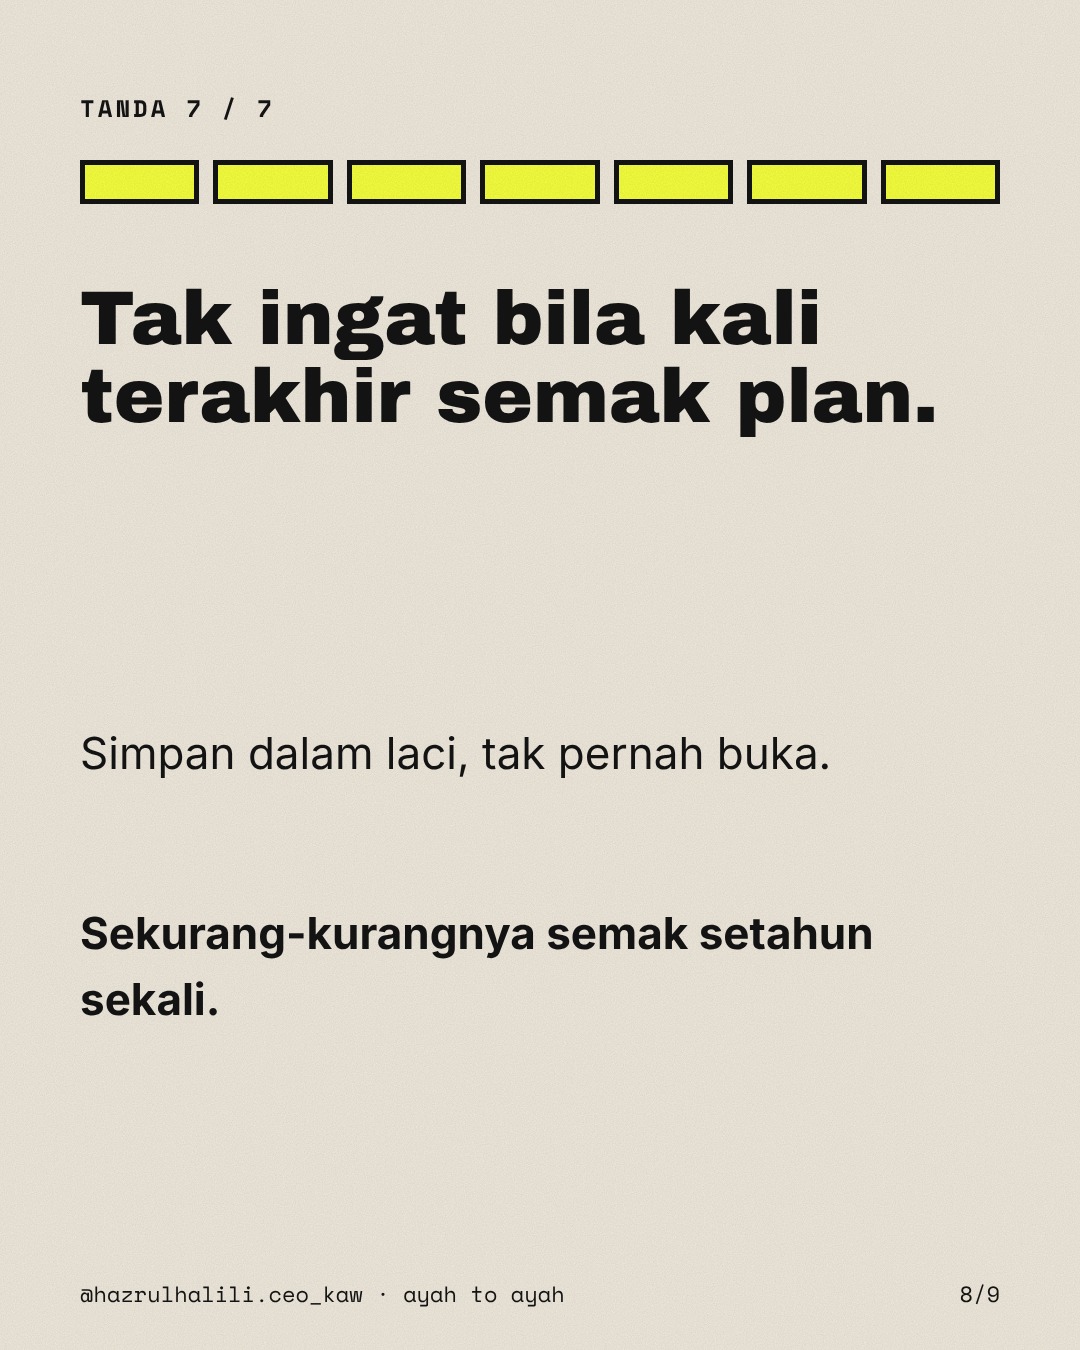 TANDA 7 / 7
Tak ingat bila kali
terakhir semak plan.
Simpan dalam laci, tak pernah buka.
Sekurang-kurangnya semak setahun
sekali.
@hazrulhalili.ceo_kaw · ayah to ayah
8/9